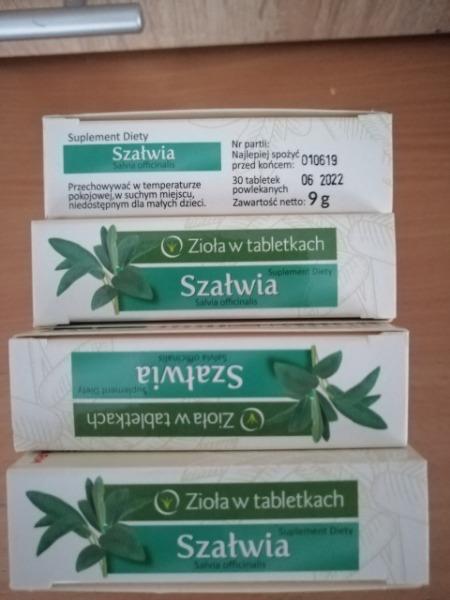 Suplement Diety
Szałwia
Salvia officinalis
Przechowywać w temperaturze
pokojowej, w suchym miejscu,
niedostępnym dla małych dzieci.
Nr partii:
Najlepiej spożyć
przed końcem: 010619
30 tabletek 06 2022
powlekanych
Zawartość netto: 9 g
Zioła w tabletkach
Suplement Diety
Szałwia
Salvia officinalis
Zioła w tabletkach
Suplement Diety
Szałwia
Salvia officinalis
Zioła w tabletkach
Suplement Diety
Szałwia
Salvia officinalis